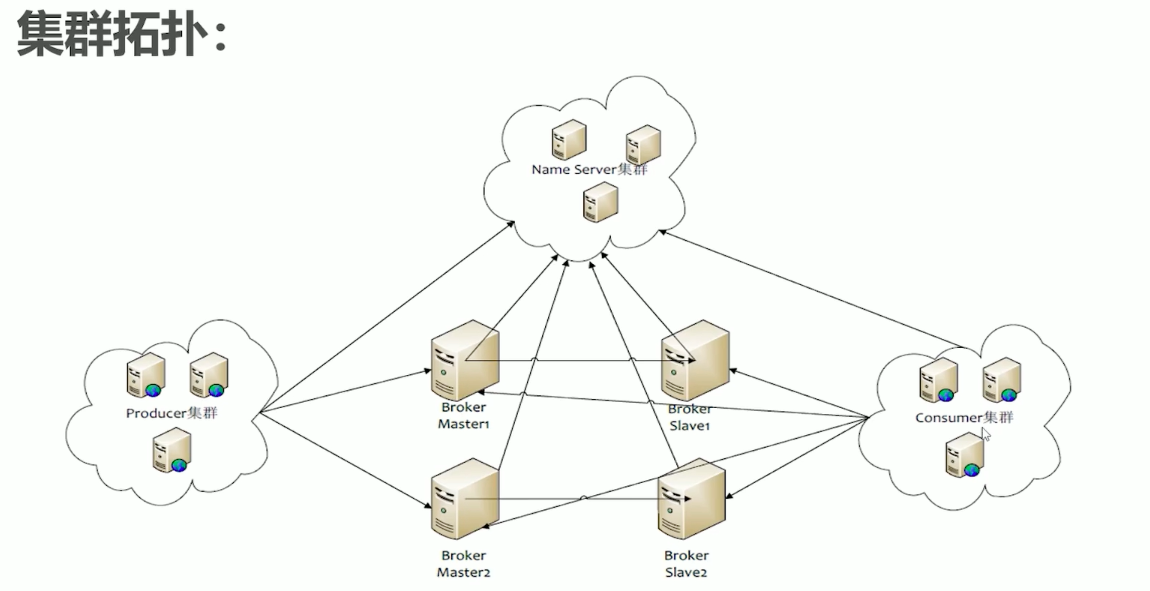 集群拓扑：
Name Server集群
Producer集群
Broker
Master1
Broker
Slave1
Consumer集群
Broker
Master2
Broker
Slave2